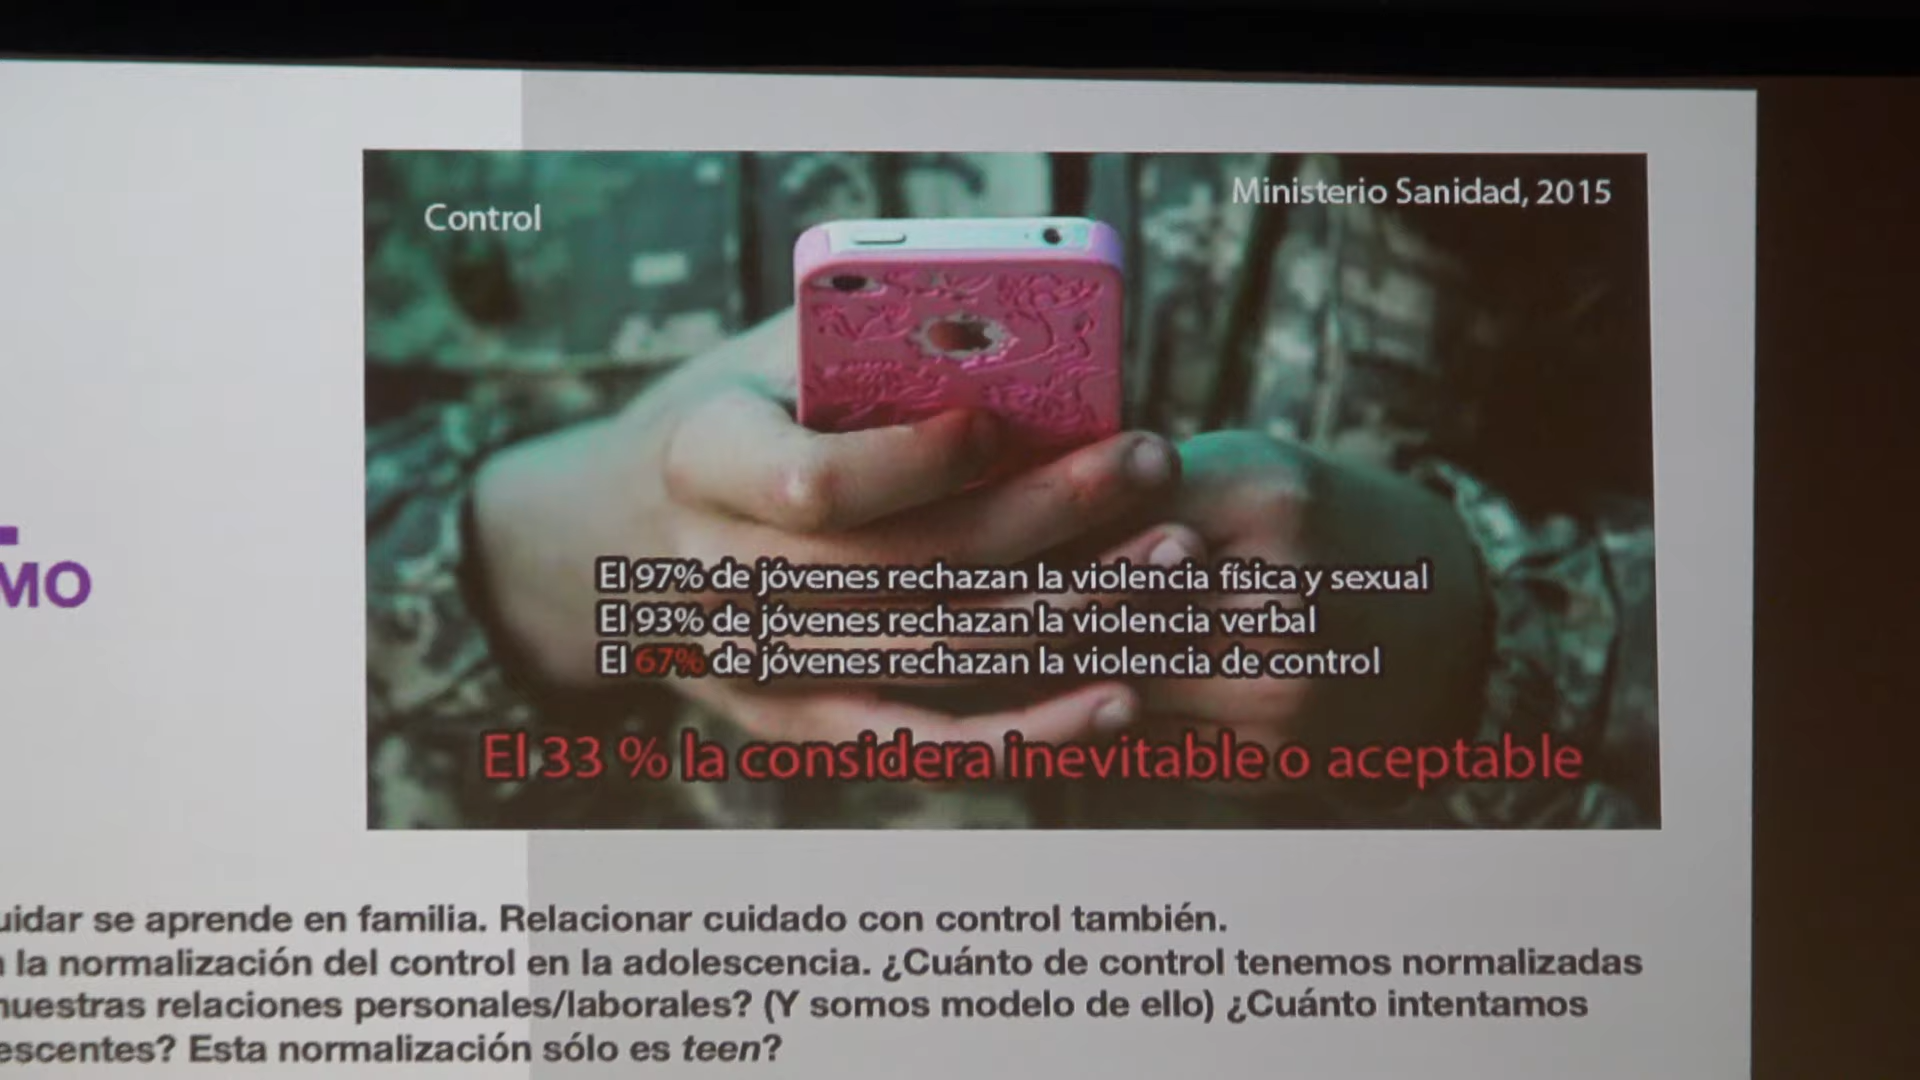 Control
Ministerio Sanidad, 2015
El 97% de jóvenes rechazan la violencia física y sexual
El 93% de jóvenes rechazan la violencia verbal
El 67% de jóvenes rechazan la violencia de control
El 33 % la considera inevitable o aceptable
MO
uidar se aprende en familia. Relacionar cuidado con control también.
la normalización del control en la adolescencia. ¿Cuánto de control tenemos normalizadas
nuestras relaciones personales/laborales? (Y somos modelo de ello) ¿Cuánto intentamos
escentes? Esta normalización sólo es teen?